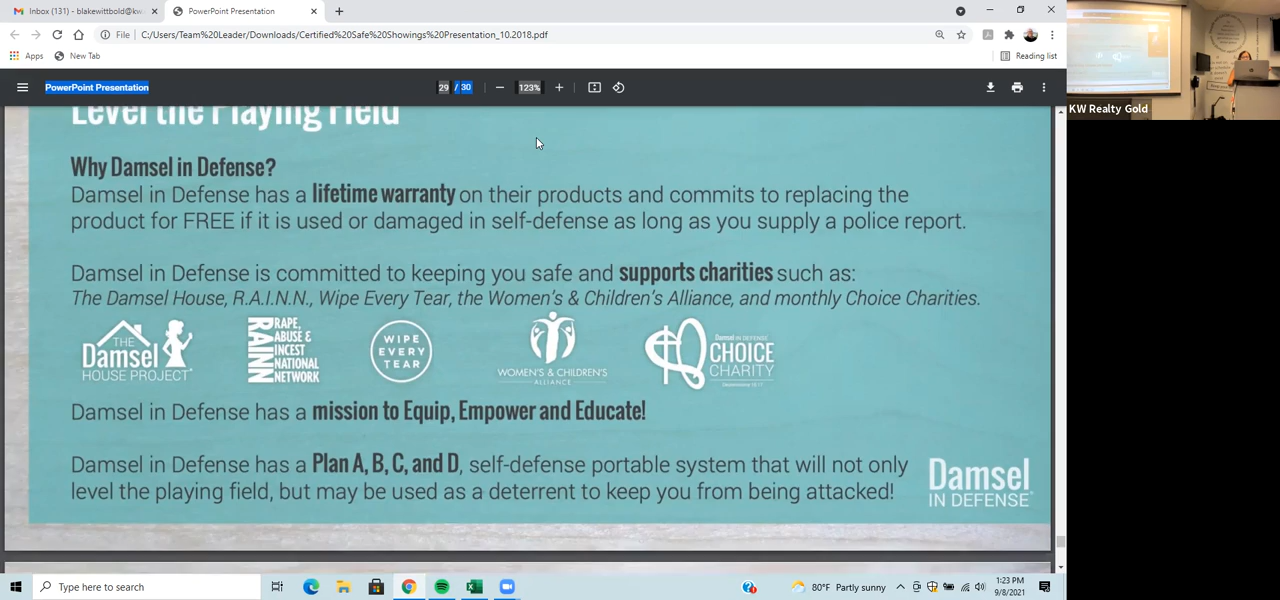 Inbox (131) - blakewittbold@kw
PowerPoint Presentation
File
C:/Users/Team%20Leader/Downloads/Certified%20Safe%20Showings%20Presentation_10.2018.pdf
Apps
New Tab
Reading list
PowerPoint Presentation
29 / 30
123%
KW Realty Gold
Level the Playing Field
Why Damsel in Defense?
Damsel in Defense has a lifetime warranty on their products and commits to replacing the
product for FREE if it is used or damaged in self-defense as long as you supply a police report.
Damsel in Defense is committed to keeping you safe and supports charities such as:
The Damsel House, R.A.I.N.N., Wipe Every Tear, the Women's & Children's Alliance, and monthly Choice Charities.
THE
Damsel
HOUSE PROJECT
RAINN
RAPE,
ABUSE &
INCEST
NATIONAL
NETWORK
WIPE
EVERY
TEAR
WOMEN'S & CHILDREN'S
ALLIANCE
Damsel IN DEFENSE
CHOICE
CHARITY
Damsel in Defense has a mission to Equip, Empower and Educate!
Damsel in Defense has a Plan A, B, C, and D, self-defense portable system that will not only
level the playing field, but may be used as a deterrent to keep you from being attacked!
Damsel
IN DEFENSE
Type here to search
80°F Partly sunny
1:23 PM
9/8/2021